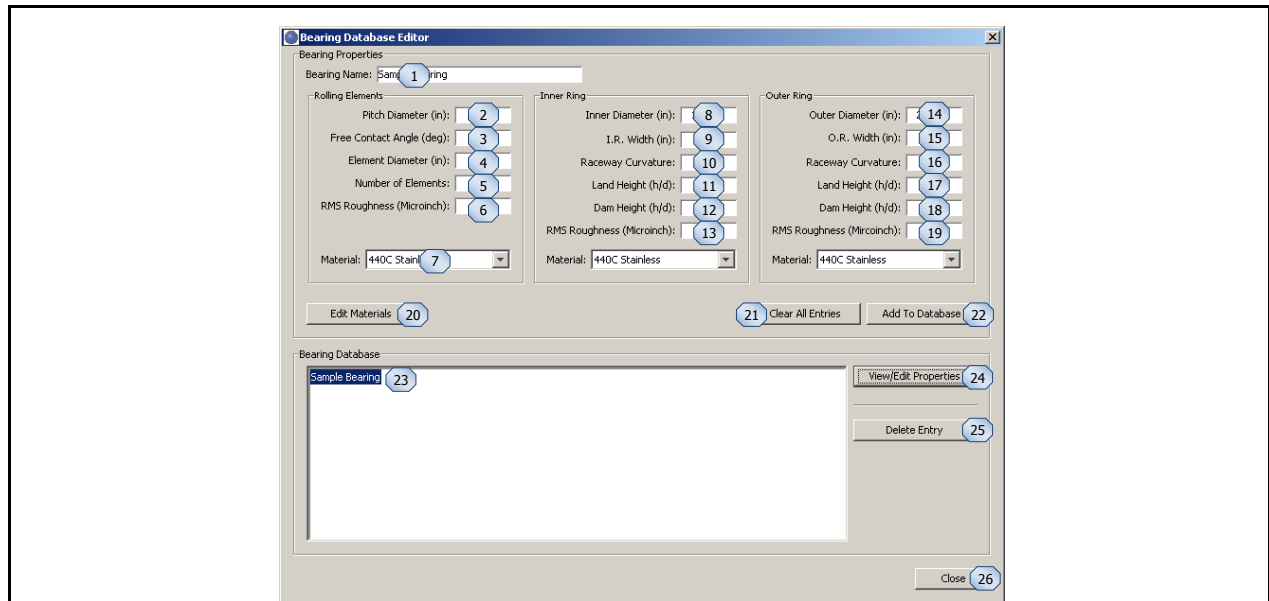 Bearing Database Editor
Bearing Properties
Bearing Name: 1 ring
Rolling Elements
Pitch Diameter (in): 2
Free Contact Angle (deg): 3
Element Diameter (in): 4
Number of Elements: 5
RMS Roughness (Microinch): 6
Material: 440C 7
Inner Ring
Inner Diameter (in): 8
I.R. Width (in): 9
Raceway Curvature: 10
Land Height (h/d): 11
Dam Height (h/d): 12
RMS Roughness (Microinch): 13
Material: 440C Stainless
Outer Ring
Outer Diameter (in): 14
O.R. Width (in): 15
Raceway Curvature: 16
Land Height (h/d): 17
Dam Height (h/d): 18
RMS Roughness (Mircoinch): 19
Material: 440C Stainless
Edit Materials 20
21 Clear All Entries
Add To Database 22
Bearing Database
Sample Bearing 23
View/Edit Properties 24
Delete Entry 25
Close 26